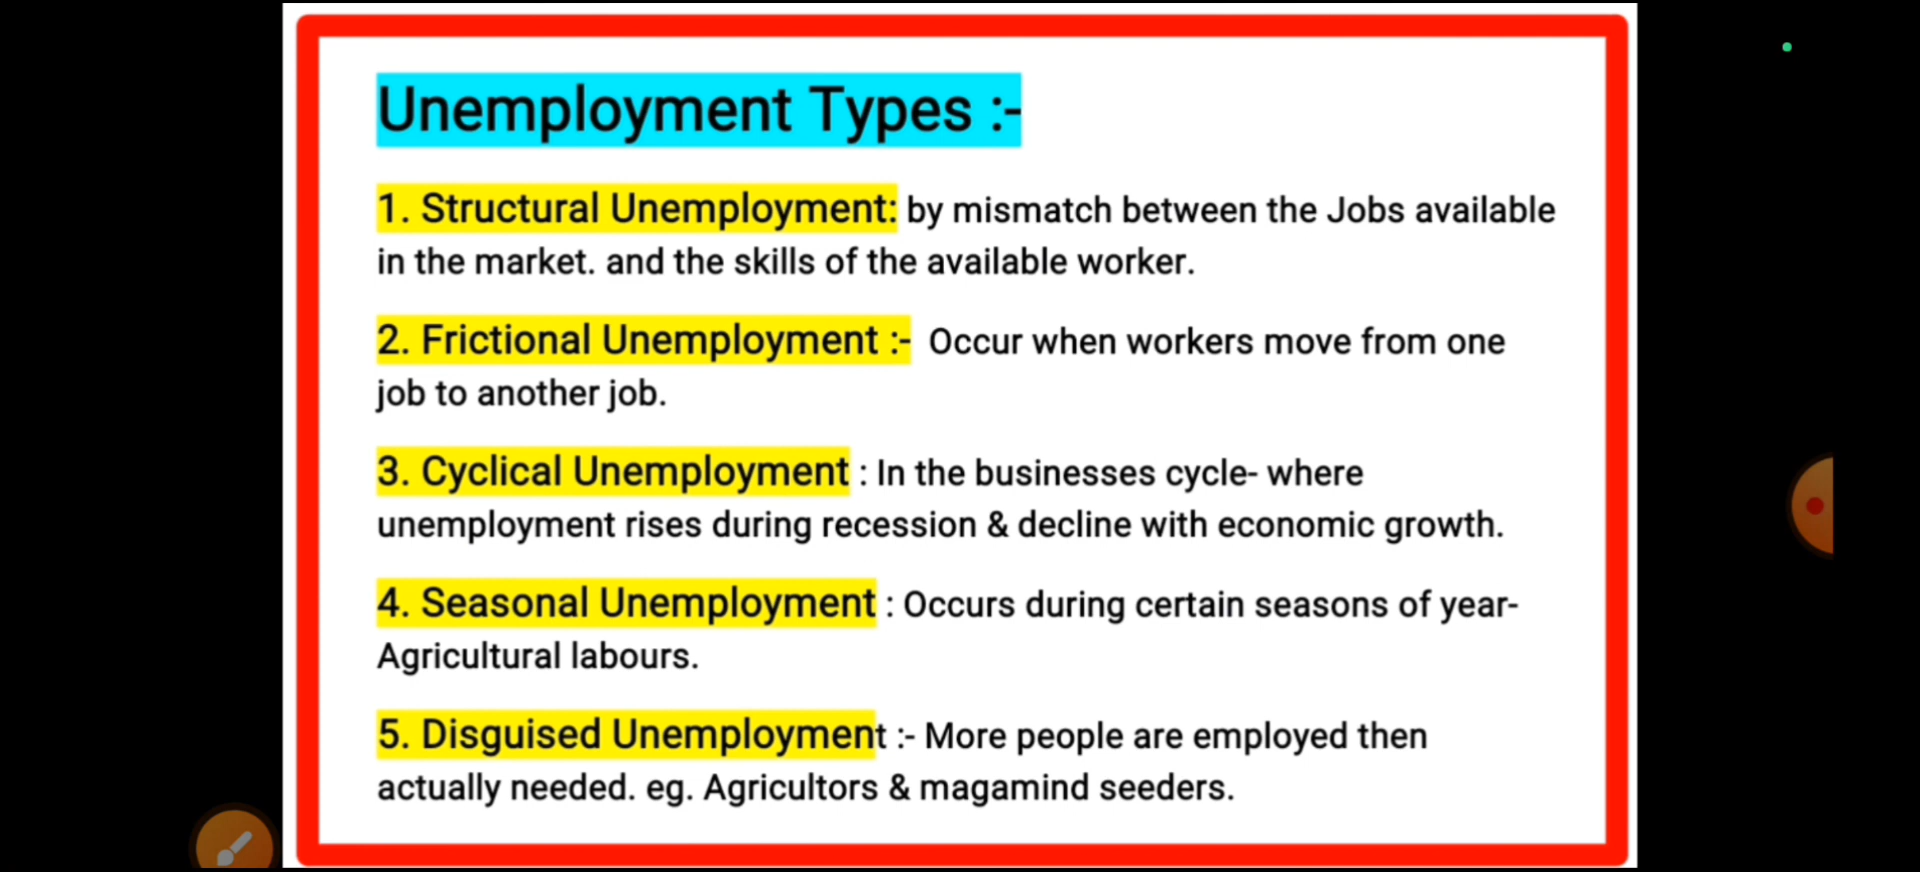 Unemployment Types :-
1. Structural Unemployment: by mismatch between the Jobs available
in the market. and the skills of the available worker.
2. Frictional Unemployment :- Occur when workers move from one
job to another job.
3. Cyclical Unemployment : In the businesses cycle- where
unemployment rises during recession & decline with economic growth.
4. Seasonal Unemployment : Occurs during certain seasons of year-
Agricultural labours.
5. Disguised Unemployment :- More people are employed then
actually needed. eg. Agricultors & magamind seeders.